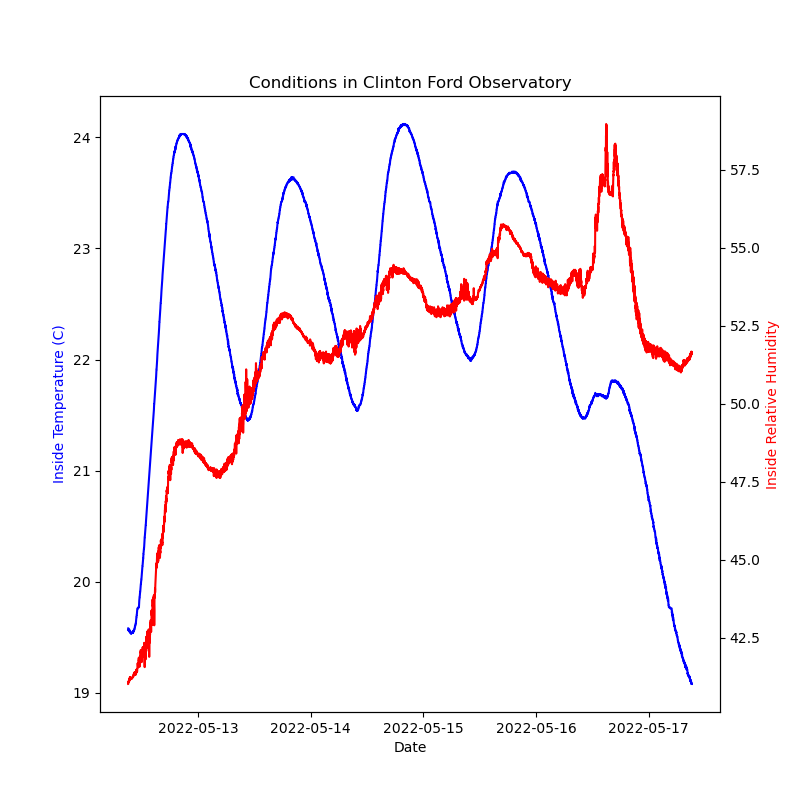 Conditions in Clinton Ford Observatory
24
23
22
21
20
19
Inside Temperature (C)
57.5
55.0
52.5
50.0
47.5
45.0
42.5
Inside Relative Humidity
2022-05-13 2022-05-14 2022-05-15 2022-05-16 2022-05-17
Date